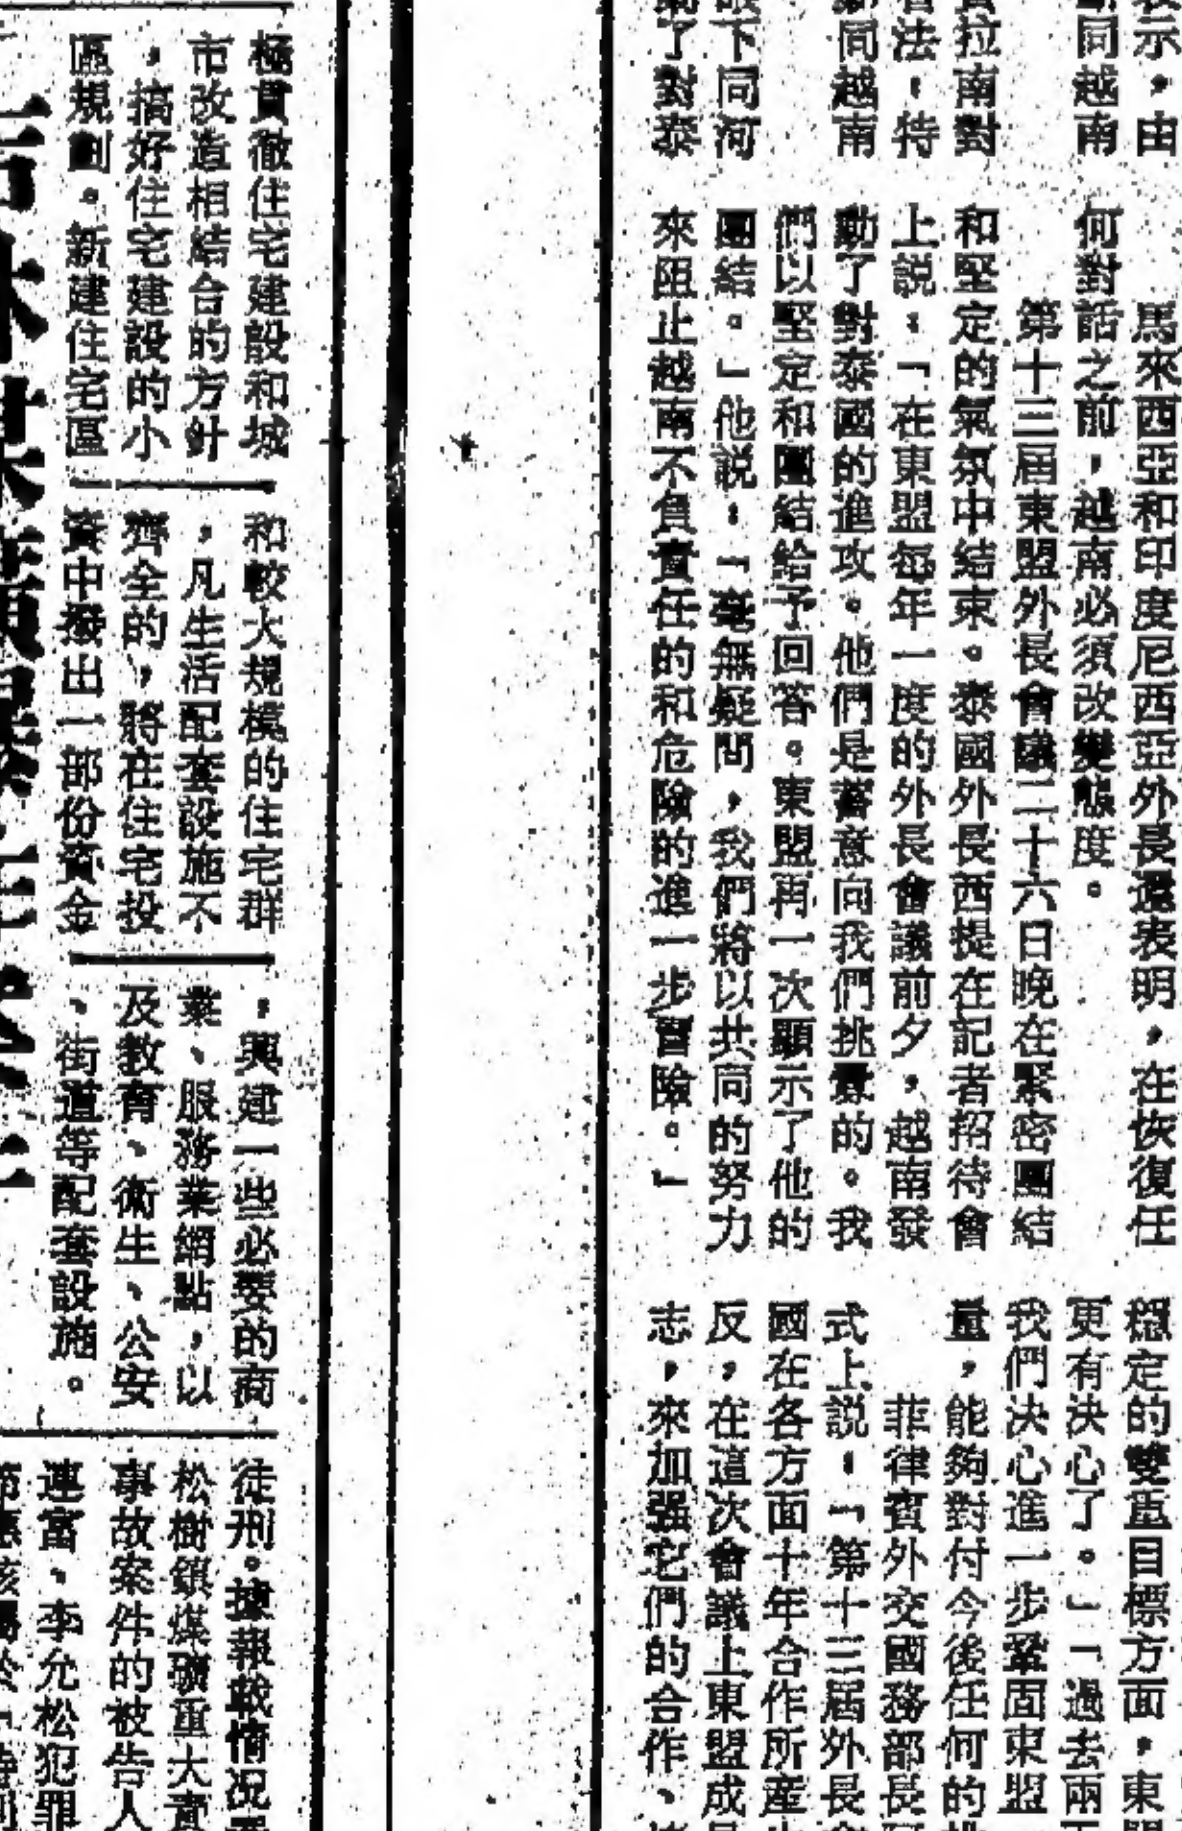 表示,由
同越南
賓拉南對
看法,特
同越南
眼下同河
了對泰
馬來西亞和印度尼西亞外長還表明,在恢復任
何對話之前,越南必須改變態度。
第十三届東盟外長會議二十六日晚在緊密團結
和堅定的氣氛中結束。泰國外長西提在記者招待會
上説:「在東盟每年一度的外長會議前夕,越南發
動了對泰國的進攻。他們是蓄意向我們挑釁的。我
們以堅定和團結給予回答。東盟再一次顯示了他的
團結。」他説:「毫無疑問,我們將以共同的努力
來阻止越南不負責任的和危險的進一步冒險。」
穩定的雙重目標方面,東盟
更有決心了。」「過去兩天
我們決心進一步鞏固東盟
量,能夠對付今後任何的挑
菲律賓外交國務部長
式上説:「第十三届外長會
國在各方面十年合作所産
反,在這次會議上東盟成
志,來加强它們的合作、
極貫徹住宅建設和城
市改造相結合的方針
,搞好住宅建設的小
區規劃。新建住宅區
和較大規模的住宅群
,凡生活配套設施不
齊全的,將在住宅投
資中撥出一部份資金
,興建一些必要的商
業、服務業網點,以
及教育、衛生、公安
、街道等配套設施。
徒刑。據報載情况
松樹鎮煤礦重大責
事故案件的被告人
連富、李允松犯罪